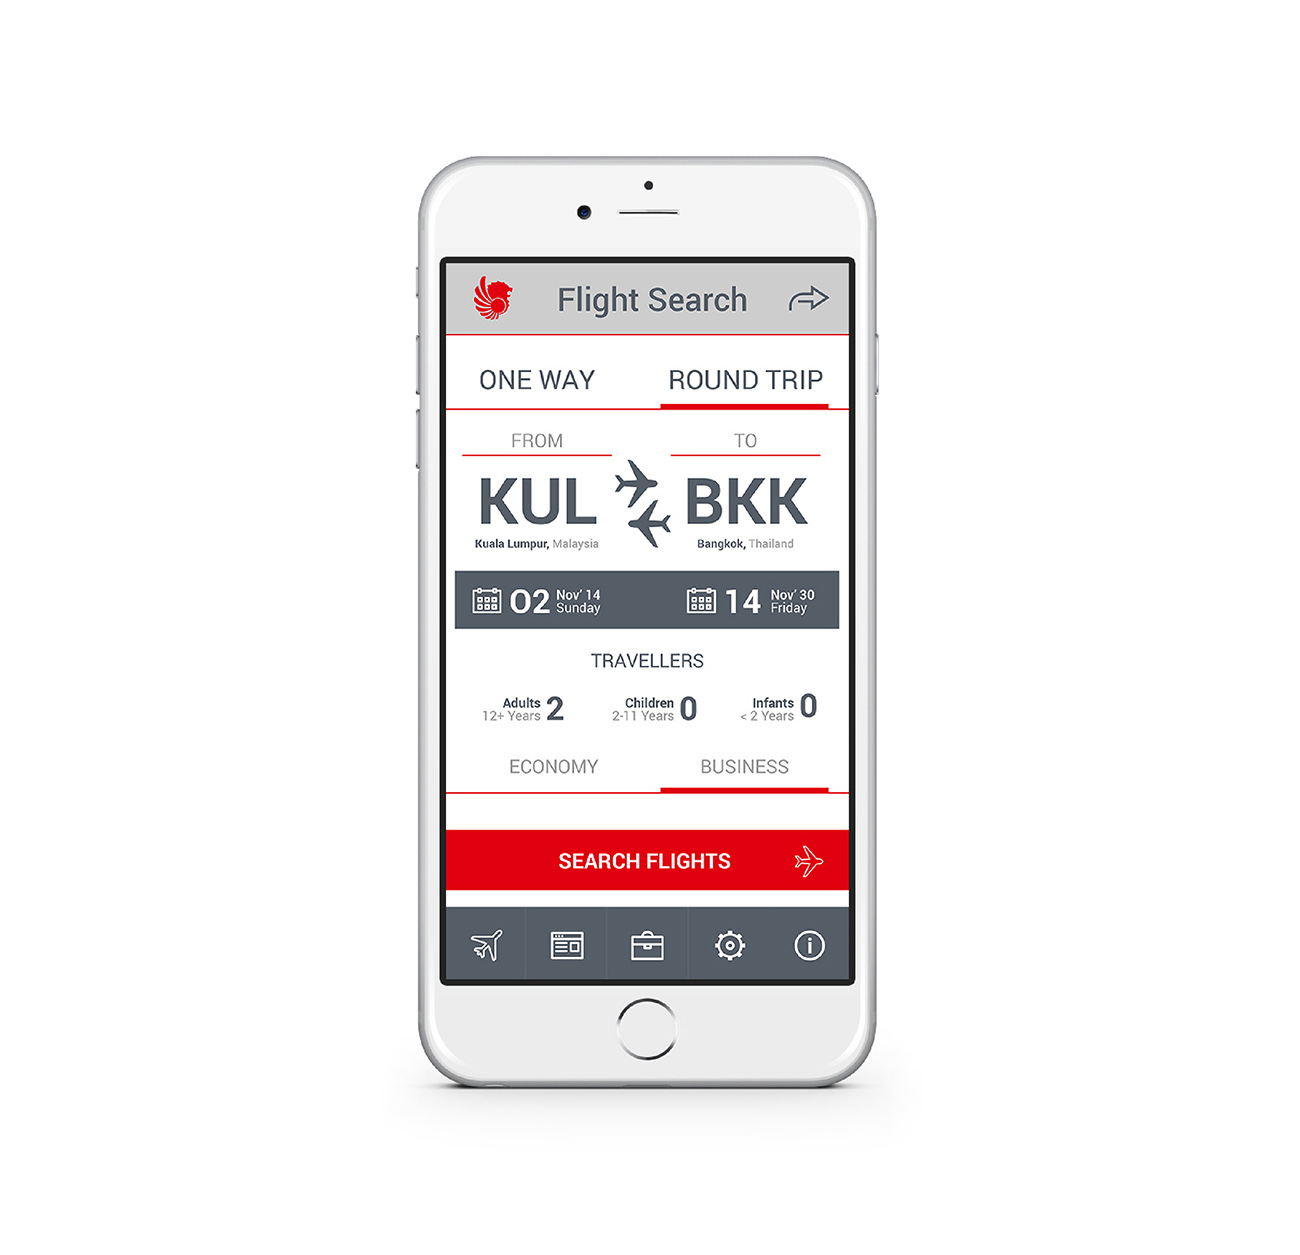 Flight Search
ONE WAY ROUND TRIP
FROM TO
KUL BKK
Kuala Lumpur, Malaysia Bangkok, Thailand
02 Nov' 14 Sunday 14 Nov' 30 Friday
TRAVELLERS
Adults 12+ Years 2 Children 2-11 Years 0 Infants < 2 Years 0
ECONOMY BUSINESS
SEARCH FLIGHTS